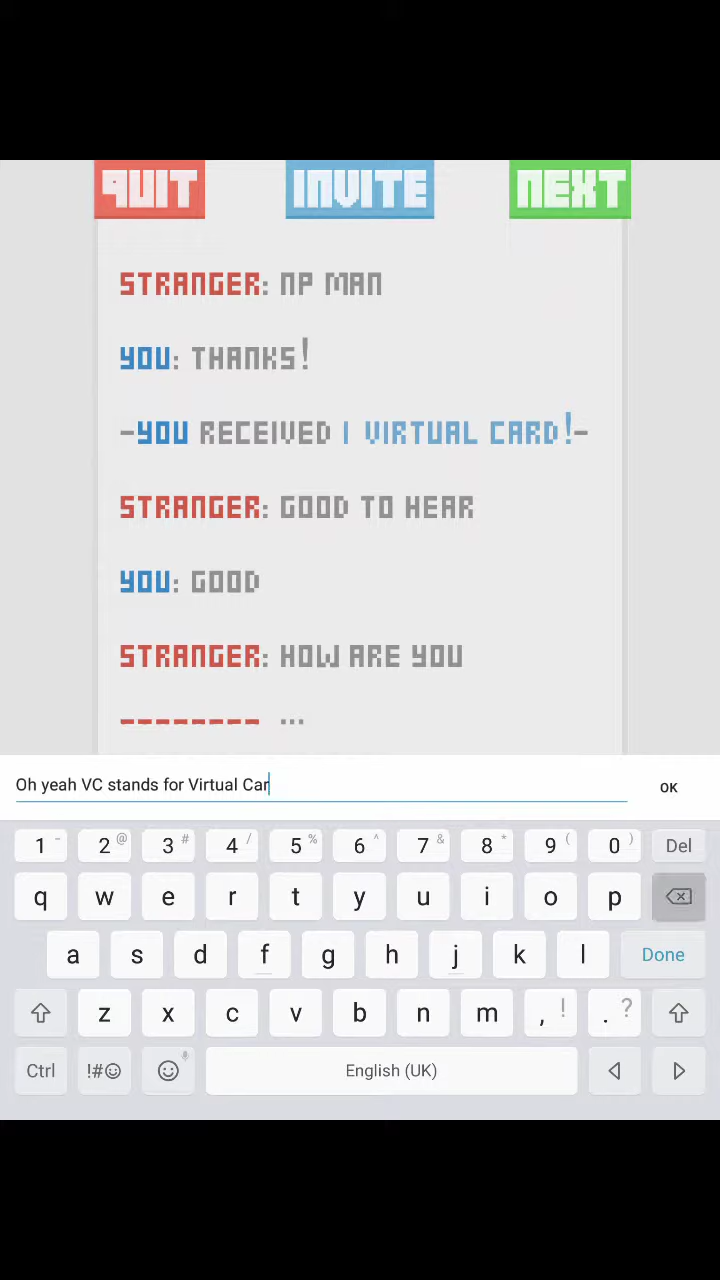 QUIT INVITE NEXT
STRANGER: NP MAN
YOU: THANKS!
-YOU RECEIVED 1 VIRTUAL CARD!-
STRANGER: GOOD TO HEAR
YOU: GOOD
STRANGER: HOW ARE YOU
-------- ...
Oh yeah VC stands for Virtual Car OK
1 - 2 @ 3 # 4 / 5 % 6 ^ 7 & 8 * 9 ( 0 ) Del
q w e r t y u i o p
a s d f g h j k l Done
z x c v b n m , ! . ?
Ctrl !#☺ English (UK)